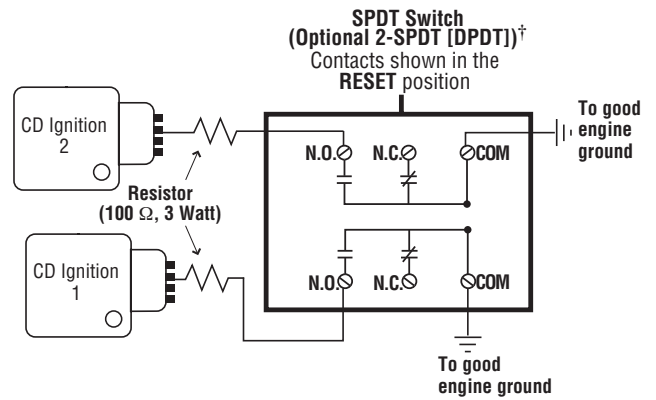 SPDT Switch
(Optional 2-SPDT [DPDT])†
Contacts shown in the
RESET position
CD Ignition
2
N.O.
N.C.
COM
To good
engine
ground
Resistor
(100 Ω, 3 Watt)
CD Ignition
1
N.O.
N.C.
COM
To good
engine ground